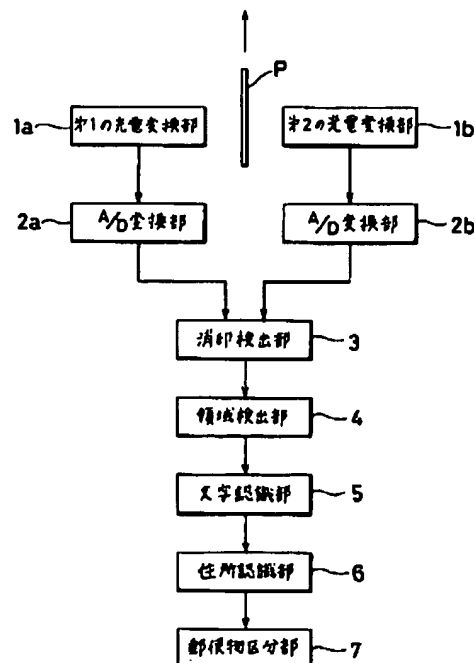 P
1a 第1の光電変換部
第2の光電変換部 1b
2a A/D変換部
A/D変換部 2b
消印検出部 3
領域検出部 4
文字認識部 5
住所認識部 6
郵便物区分部 7